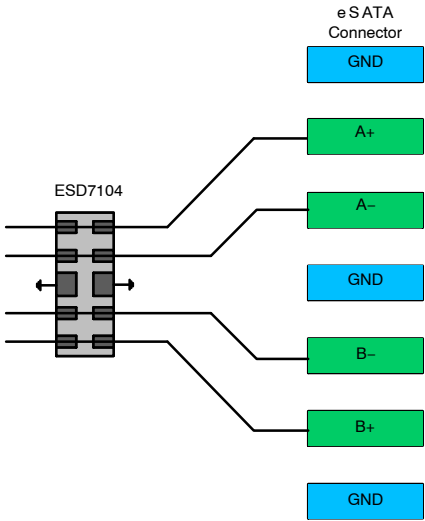 eSATA
Connector
GND
A+
ESD7104
A−
GND
B−
B+
GND